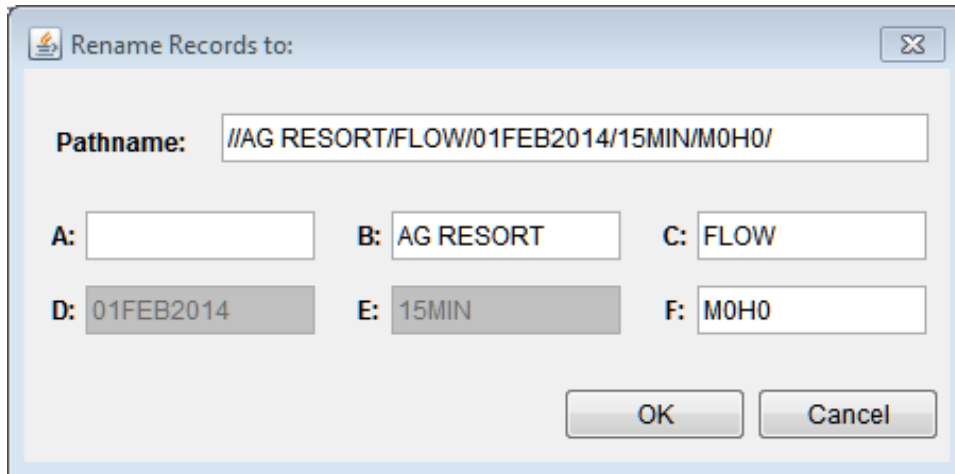 Rename Records to:
Pathname: //AG RESORT/FLOW/01FEB2014/15MIN/M0H0/
A: B: AG RESORT C: FLOW
D: 01FEB2014 E: 15MIN F: M0H0
OK Cancel